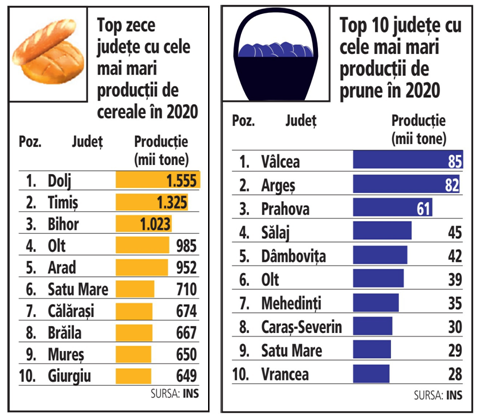 Top zece
județe cu cele
mai mari
producții de
cereale în 2020
Poz. Județ Producție
(mii tone)
1. Dolj 1.555
2. Timiș 1.325
3. Bihor 1.023
4. Olt 985
5. Arad 952
6. Satu Mare 710
7. Călărași 674
8. Brăila 667
9. Mureș 650
10. Giurgiu 649
SURSA: INS
Top 10 județe cu
cele mai mari
producții de
prune în 2020
Poz. Județ Producție
(mii tone)
1. Vâlcea 85
2. Argeș 82
3. Prahova 61
4. Sălaj 45
5. Dâmbovița 42
6. Olt 39
7. Mehedinți 35
8. Caraș-Severin 30
9. Satu Mare 29
10. Vrancea 28
SURSA: INS